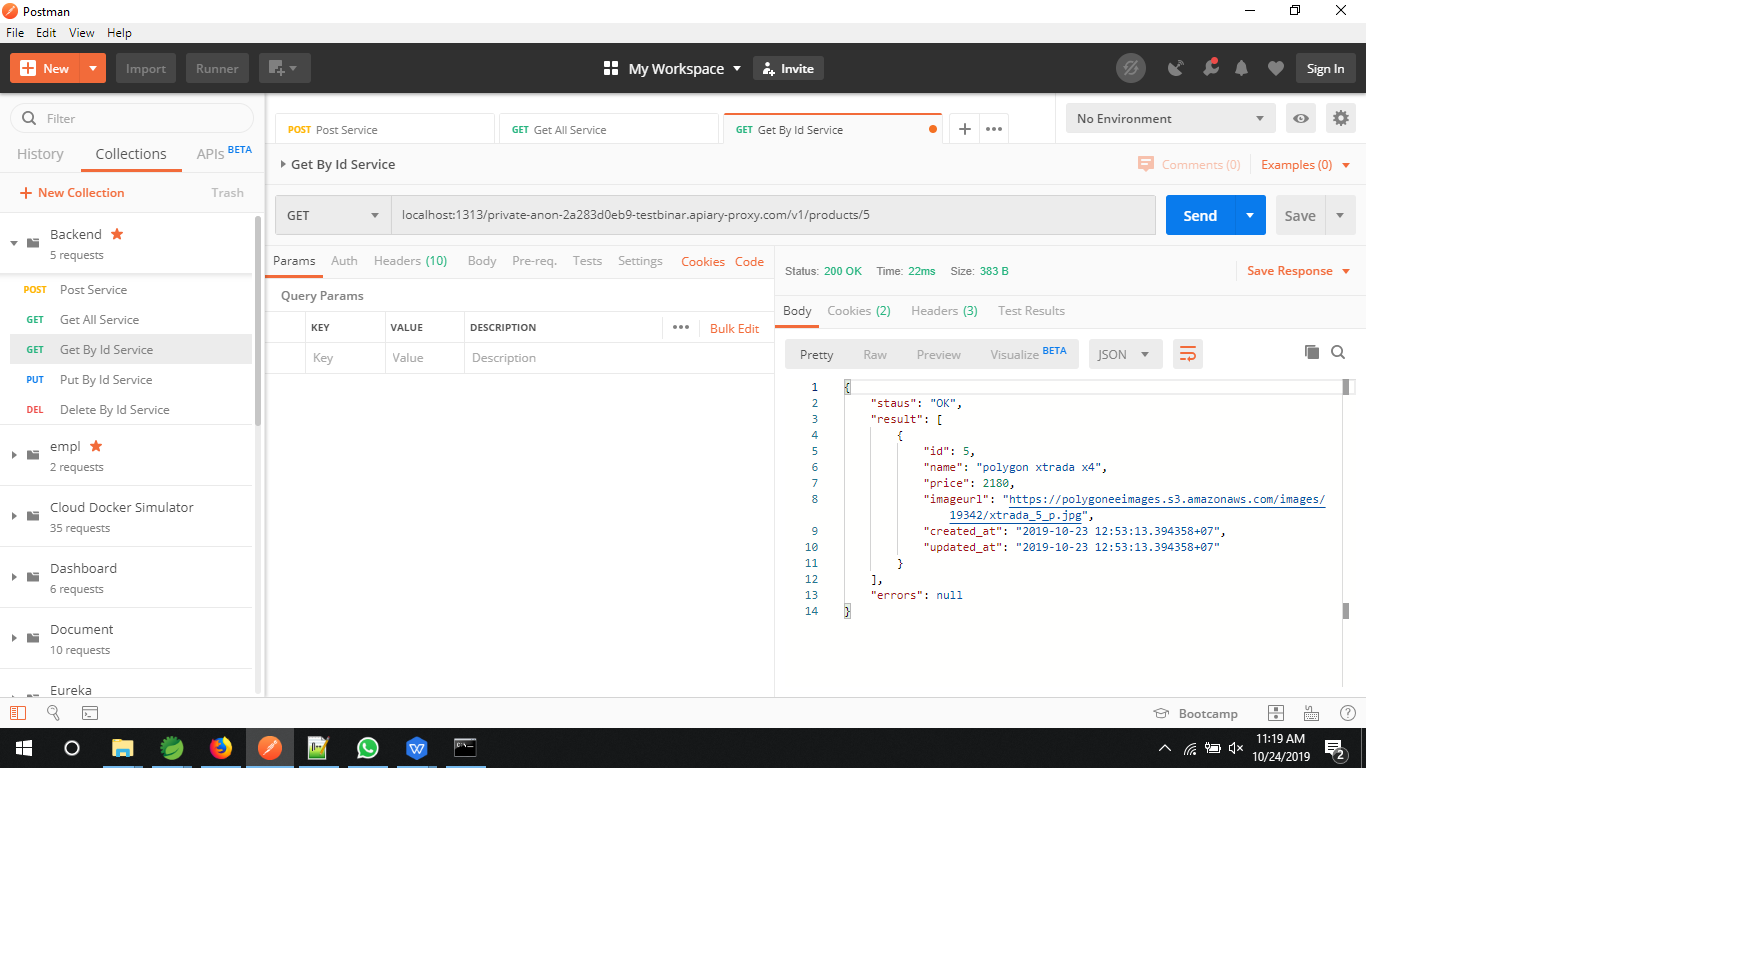 Postman
File Edit View Help
New Import Runner My Workspace Invite Sign In
Filter
History Collections APIs BETA
New Collection Trash
Backend
5 requests
POST Post Service
GET Get All Service
GET Get By Id Service
PUT Put By Id Service
DEL Delete By Id Service
empl
2 requests
Cloud Docker Simulator
35 requests
Dashboard
6 requests
Document
10 requests
Eureka
POST Post Service GET Get All Service GET Get By Id Service
No Environment
Get By Id Service
Comments (0) Examples (0)
GET localhost:1313/private-anon-2a283d0eb9-testbinar.apiary-proxy.com/v1/products/5 Send Save
Params Auth Headers (10) Body Pre-req. Tests Settings Cookies Code
Query Params
KEY VALUE DESCRIPTION Bulk Edit
Key Value Description
Status: 200 OK Time: 22ms Size: 383 B Save Response
Body Cookies (2) Headers (3) Test Results
Pretty Raw Preview Visualize BETA JSON
1 {
2 "staus": "OK",
3 "result": [
4 {
5 "id": 5,
6 "name": "polygon xtrada x4",
7 "price": 2180,
8 "imageurl": "https://polygoneeimages.s3.amazonaws.com/images/
19342/xtrada_5_p.jpg",
9 "created_at": "2019-10-23 12:53:13.394358+07",
10 "updated_at": "2019-10-23 12:53:13.394358+07"
11 }
12 ],
13 "errors": null
14 }
Bootcamp
11:19 AM
10/24/2019
2